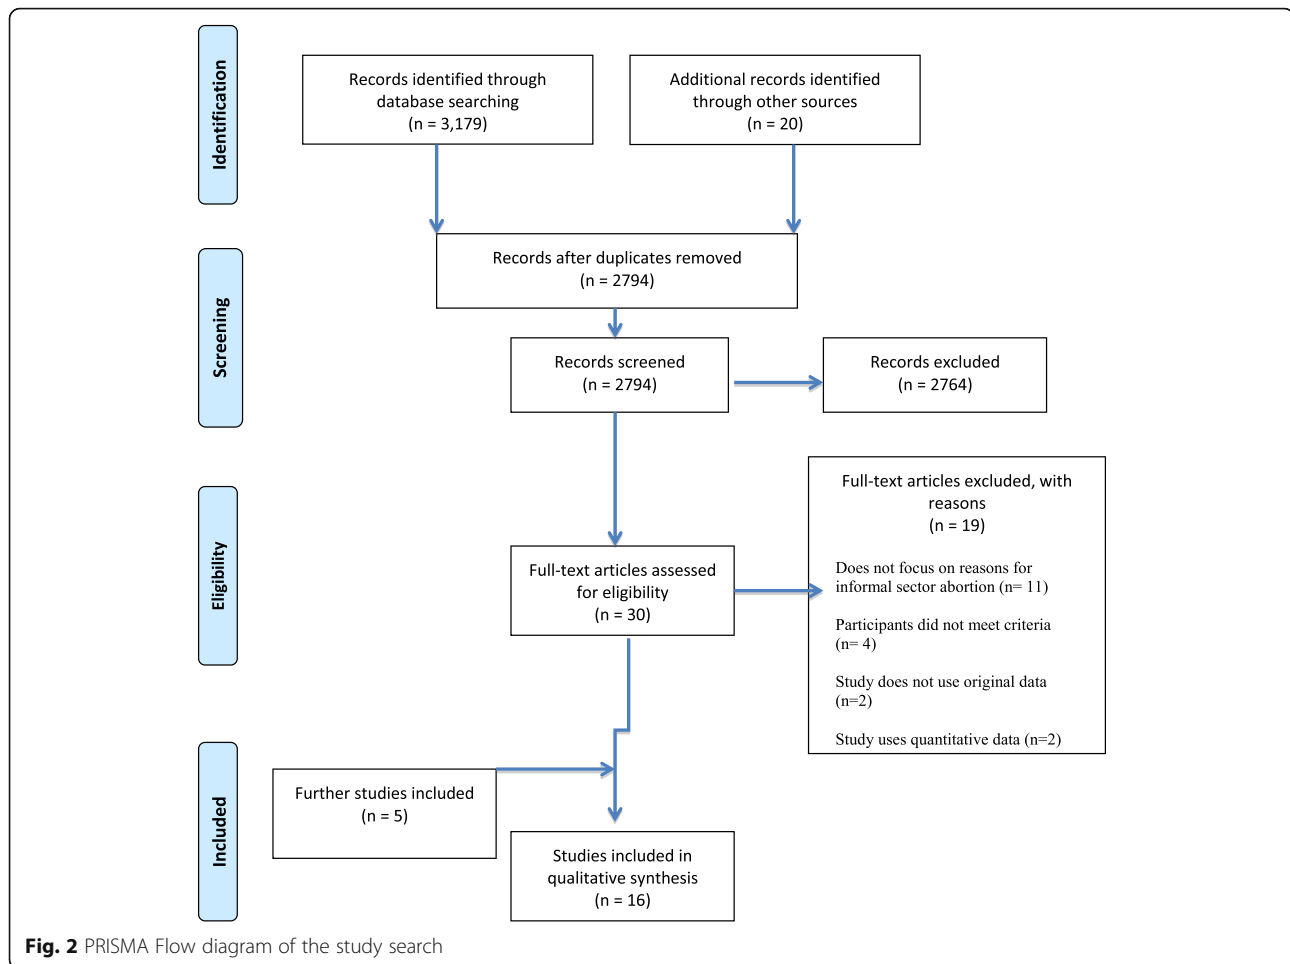 Identification
Records identified through
database searching
(n = 3,179)
Additional records identified
through other sources
(n = 20)
Screening
Records after duplicates removed
(n = 2794)
Records screened
(n = 2794)
Records excluded
(n = 2764)
Eligibility
Full-text articles assessed
for eligibility
(n = 30)
Full-text articles excluded, with
reasons
(n = 19)
Does not focus on reasons for
informal sector abortion (n= 11)
Participants did not meet criteria
(n= 4)
Study does not use original data
(n=2)
Study uses quantitative data (n=2)
Included
Further studies included
(n = 5)
Studies included in
qualitative synthesis
(n = 16)
Fig. 2 PRISMA Flow diagram of the study search